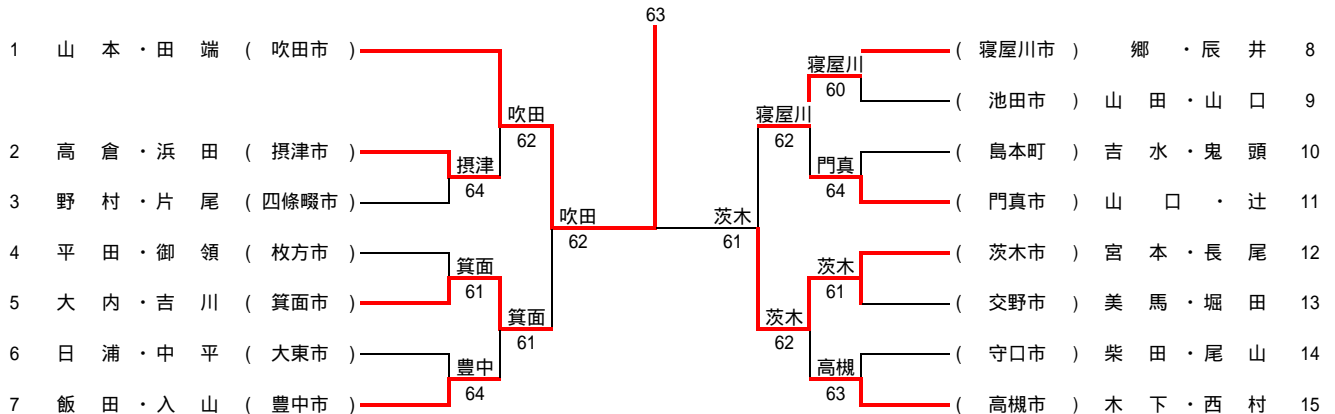 63
1 山 本 ・ 田 端 ( 吹田市 )
( 寝屋川市 ) 郷 ・ 辰 井 8
寝屋川
60
( 池田市 ) 山 田 ・ 山 口 9
吹田
62
寝屋川
62
2 高 倉 ・ 浜 田 ( 摂津市 )
( 島本町 ) 吉 水 ・ 鬼 頭 10
摂津
64
門真
64
3 野 村 ・ 片 尾 ( 四條畷市 )
( 門真市 ) 山 口 ・ 辻 11
吹田
62
茨木
61
4 平 田 ・ 御 領 ( 枚方市 )
( 茨木市 ) 宮 本 ・ 長 尾 12
箕面
61
茨木
61
5 大 内 ・ 吉 川 ( 箕面市 )
( 交野市 ) 美 馬 ・ 堀 田 13
箕面
61
茨木
62
6 日 浦 ・ 中 平 ( 大東市 )
( 守口市 ) 柴 田 ・ 尾 山 14
豊中
64
高槻
63
7 飯 田 ・ 入 山 ( 豊中市 )
( 高槻市 ) 木 下 ・ 西 村 15